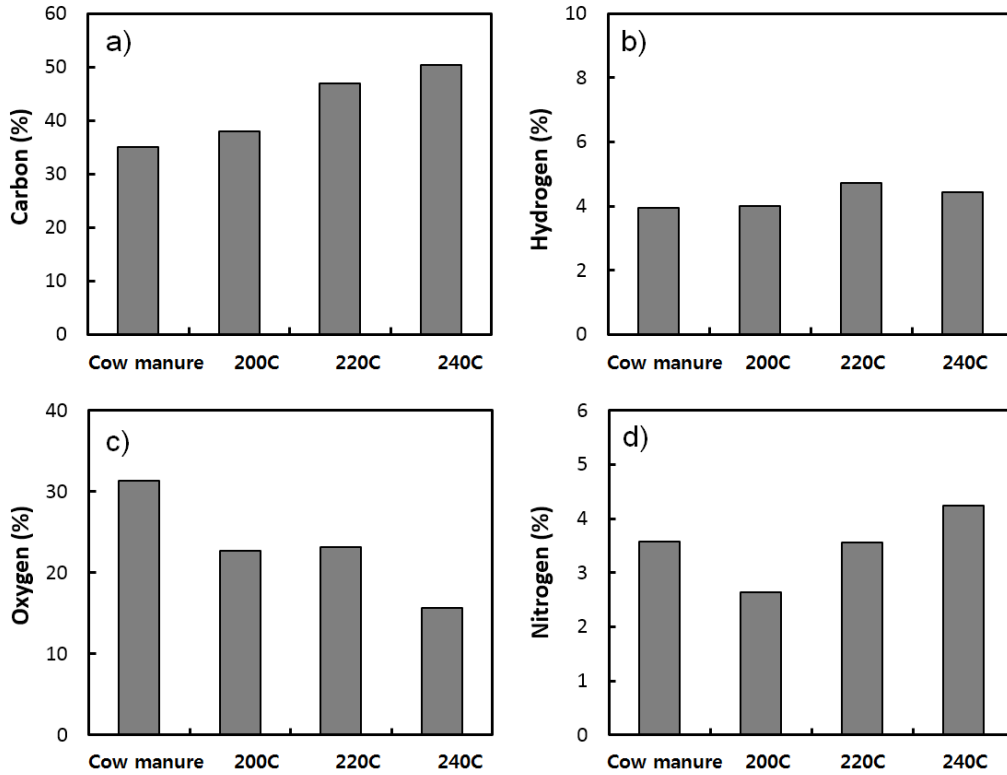 a)
Carbon (%)
60
50
40
30
20
10
0
Cow manure 200C 220C 240C
b)
Hydrogen (%)
10
8
6
4
2
0
Cow manure 200C 220C 240C
c)
Oxygen (%)
40
30
20
10
0
Cow manure 200C 220C 240C
d)
Nitrogen (%)
6
5
4
3
2
1
0
Cow manure 200C 220C 240C